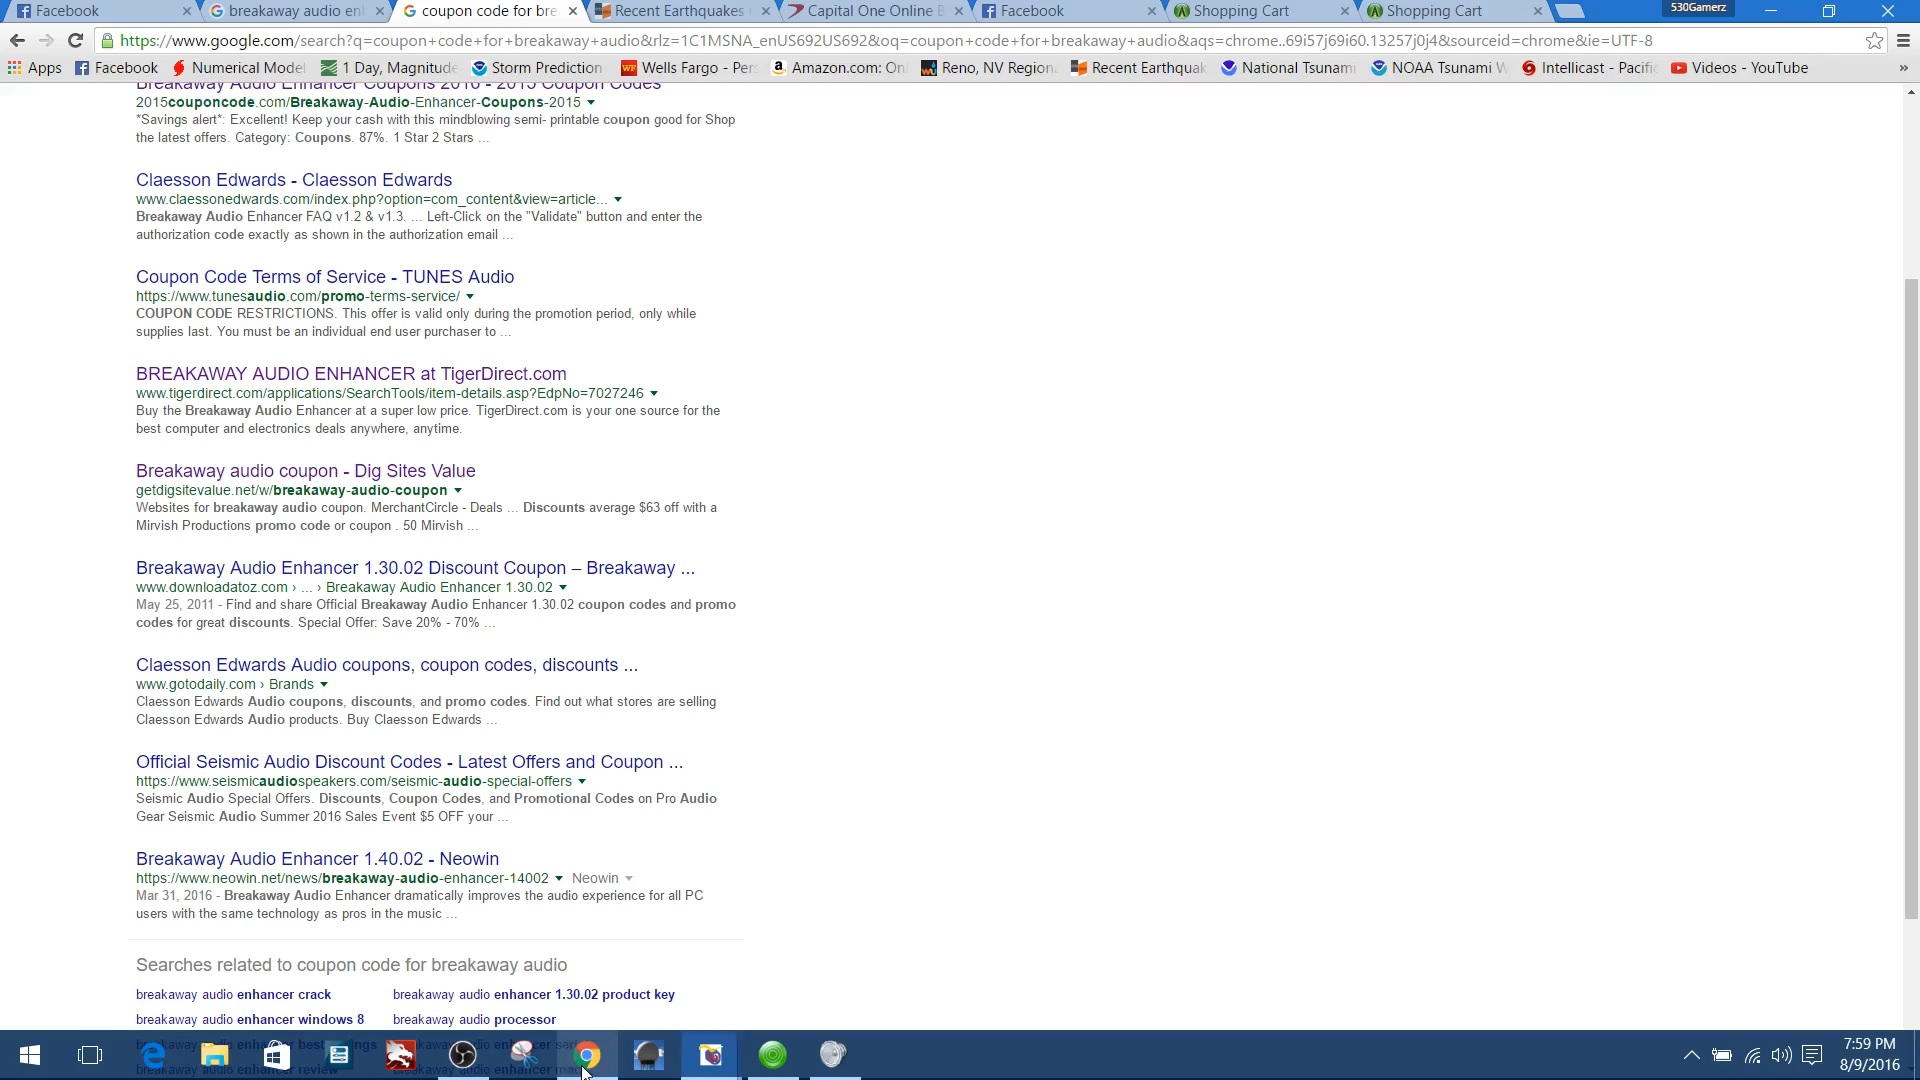 Facebook
breakaway audio enh
coupon code for bre
Recent Earthquakes
Capital One Online B
Facebook
Shopping Cart
Shopping Cart
530Gamerz
https://www.google.com/search?q=coupon+code+for+breakaway+audio&rlz=1C1MSNA_enUS692US692&oq=coupon+code+for+breakaway+audio&aqs=chrome..69i57j69i60.13257j0j4&sourceid=chrome&ie=UTF-8
Apps
Facebook
Numerical Model
1 Day, Magnitude
Storm Prediction
Wells Fargo - Pers
Amazon.com: Onl
Reno, NV Regiona
Recent Earthquak
National Tsunami
NOAA Tsunami W
Intellicast - Pacific
Videos - YouTube
»
Breakaway Audio Enhancer Coupons 2016 - 2015 Coupon Codes
2015couponcode.com/Breakaway-Audio-Enhancer-Coupons-2015
*Savings alert*: Excellent! Keep your cash with this mindblowing semi- printable coupon good for Shop
the latest offers. Category: Coupons. 87%. 1 Star 2 Stars ...
Claesson Edwards - Claesson Edwards
www.claessonedwards.com/index.php?option=com_content&view=article...
Breakaway Audio Enhancer FAQ v1.2 & v1.3. ... Left-Click on the "Validate" button and enter the
authorization code exactly as shown in the authorization email ...
Coupon Code Terms of Service - TUNES Audio
https://www.tunesaudio.com/promo-terms-service/
COUPON CODE RESTRICTIONS. This offer is valid only during the promotion period, only while
supplies last. You must be an individual end user purchaser to ...
BREAKAWAY AUDIO ENHANCER at TigerDirect.com
www.tigerdirect.com/applications/SearchTools/item-details.asp?EdpNo=7027246
Buy the Breakaway Audio Enhancer at a super low price. TigerDirect.com is your one source for the
best computer and electronics deals anywhere, anytime.
Breakaway audio coupon - Dig Sites Value
getdigsitevalue.net/w/breakaway-audio-coupon
Websites for breakaway audio coupon. MerchantCircle - Deals ... Discounts average $63 off with a
Mirvish Productions promo code or coupon . 50 Mirvish ...
Breakaway Audio Enhancer 1.30.02 Discount Coupon – Breakaway ...
www.downloadatoz.com › ... › Breakaway Audio Enhancer 1.30.02
May 25, 2011 - Find and share Official Breakaway Audio Enhancer 1.30.02 coupon codes and promo
codes for great discounts. Special Offer: Save 20% - 70% ...
Claesson Edwards Audio coupons, coupon codes, discounts ...
www.gotodaily.com › Brands
Claesson Edwards Audio coupons, discounts, and promo codes. Find out what stores are selling
Claesson Edwards Audio products. Buy Claesson Edwards ...
Official Seismic Audio Discount Codes - Latest Offers and Coupon ...
https://www.seismicaudiospeakers.com/seismic-audio-special-offers
Seismic Audio Special Offers. Discounts, Coupon Codes, and Promotional Codes on Pro Audio
Gear Seismic Audio Summer 2016 Sales Event $5 OFF your ...
Breakaway Audio Enhancer 1.40.02 - Neowin
https://www.neowin.net/news/breakaway-audio-enhancer-14002 Neowin
Mar 31, 2016 - Breakaway Audio Enhancer dramatically improves the audio experience for all PC
users with the same technology as pros in the music ...
Searches related to coupon code for breakaway audio
breakaway audio enhancer crack
breakaway audio enhancer 1.30.02 product key
breakaway audio enhancer windows 8
breakaway audio processor
7:59 PM
8/9/2016